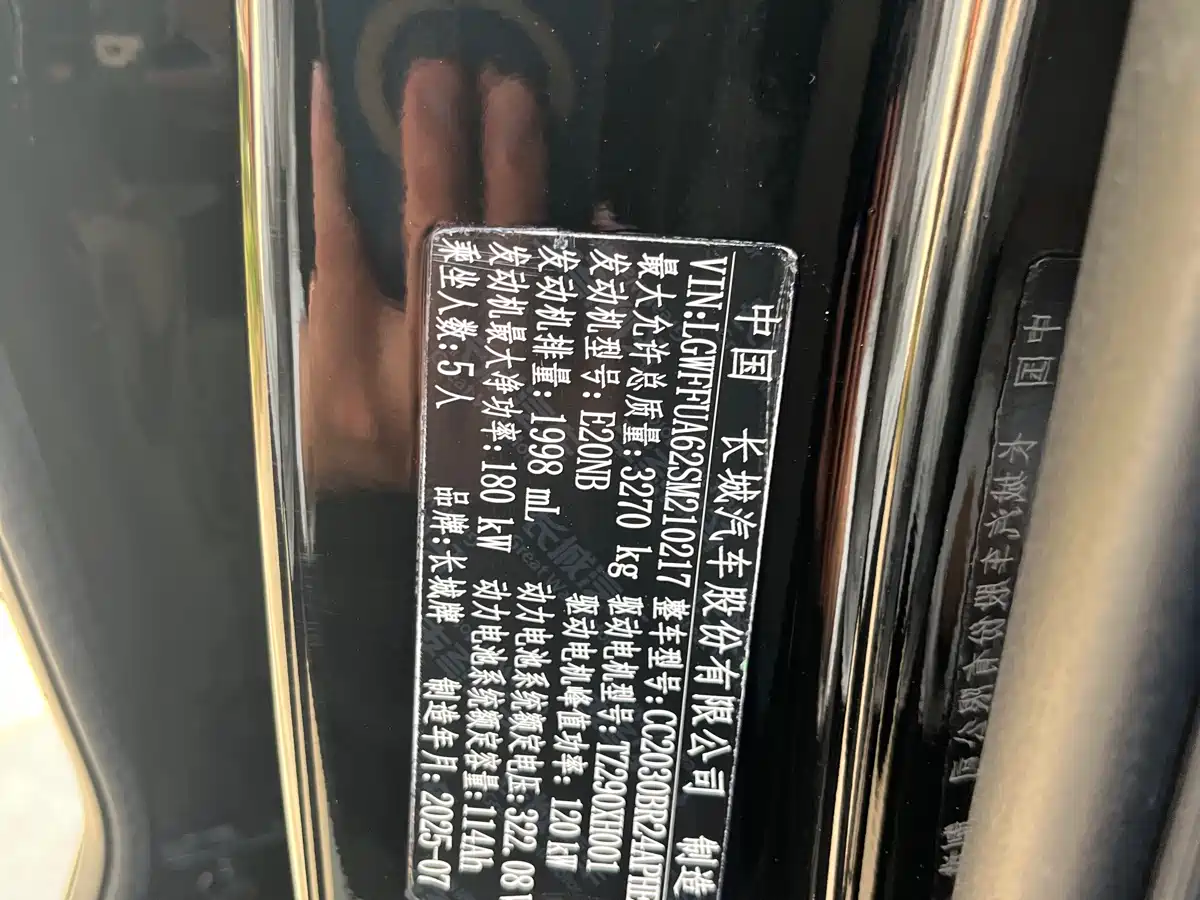 中国 长城汽车股份有限公司 制造
VIN:LGWFFUA62SM210217 整车型号:CC2030BR24APHE
最大允许总质量:3270 kg 驱动电机型号:TZ290XH001
发动机型号:E20NB 驱动电机峰值功率:120 kW
发动机排量:1998 mL 动力电池系统额定电压:322.08V
发动机最大净功率:180 kW 动力电池系统额定容量:114Ah
乘坐人数:5人 品牌:长城牌 制造年月:2025-07